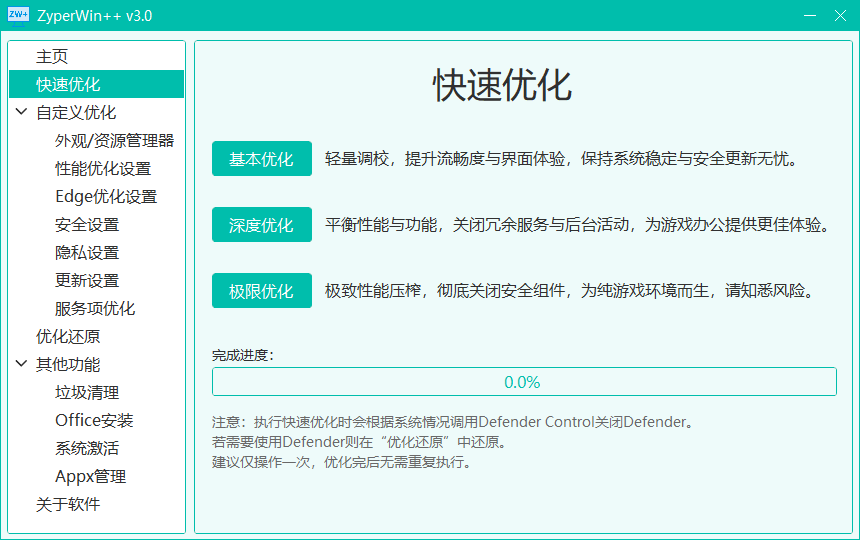 ZW+ ZyperWin++ v3.0
主页
快速优化
自定义优化
外观/资源管理器
性能优化设置
Edge优化设置
安全设置
隐私设置
更新设置
服务项优化
优化还原
其他功能
垃圾清理
Office安装
系统激活
Appx管理
关于软件
快速优化
基本优化 轻量调校，提升流畅度与界面体验，保持系统稳定与安全更新无忧。
深度优化 平衡性能与功能，关闭冗余服务与后台活动，为游戏办公提供更佳体验。
极限优化 极致性能压榨，彻底关闭安全组件，为纯游戏环境而生，请知悉风险。
完成进度：
0.0%
注意：执行快速优化时会根据系统情况调用Defender Control关闭Defender。
若需要使用Defender则在“优化还原”中还原。
建议仅操作一次，优化完后无需重复执行。